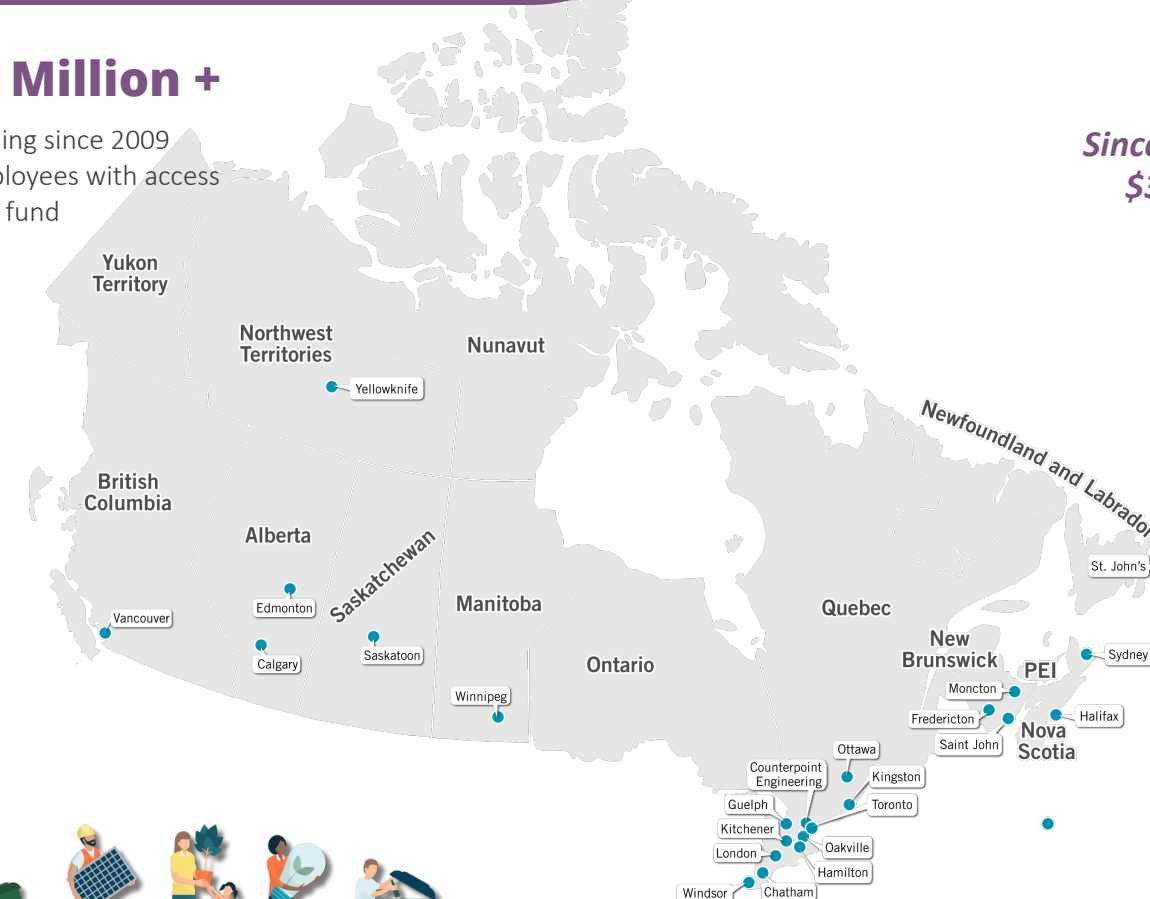 Million +
ing since 2009
ployees with access
fund
Since
$3
Yukon
Territory
Northwest
Territories
Nunavut
Yellowknife
Newfoundland and Labrador
British
Columbia
Alberta
Saskatchewan
Manitoba
Ontario
Quebec
St. John's
Edmonton
Vancouver
Calgary
Saskatoon
Winnipeg
New
Brunswick
PEI
Sydney
Moncton
Fredericton
Halifax
Saint John
Nova
Scotia
Ottawa
Counterpoint
Engineering
Kingston
Guelph
Toronto
Kitchener
Oakville
London
Hamilton
Windsor
Chatham